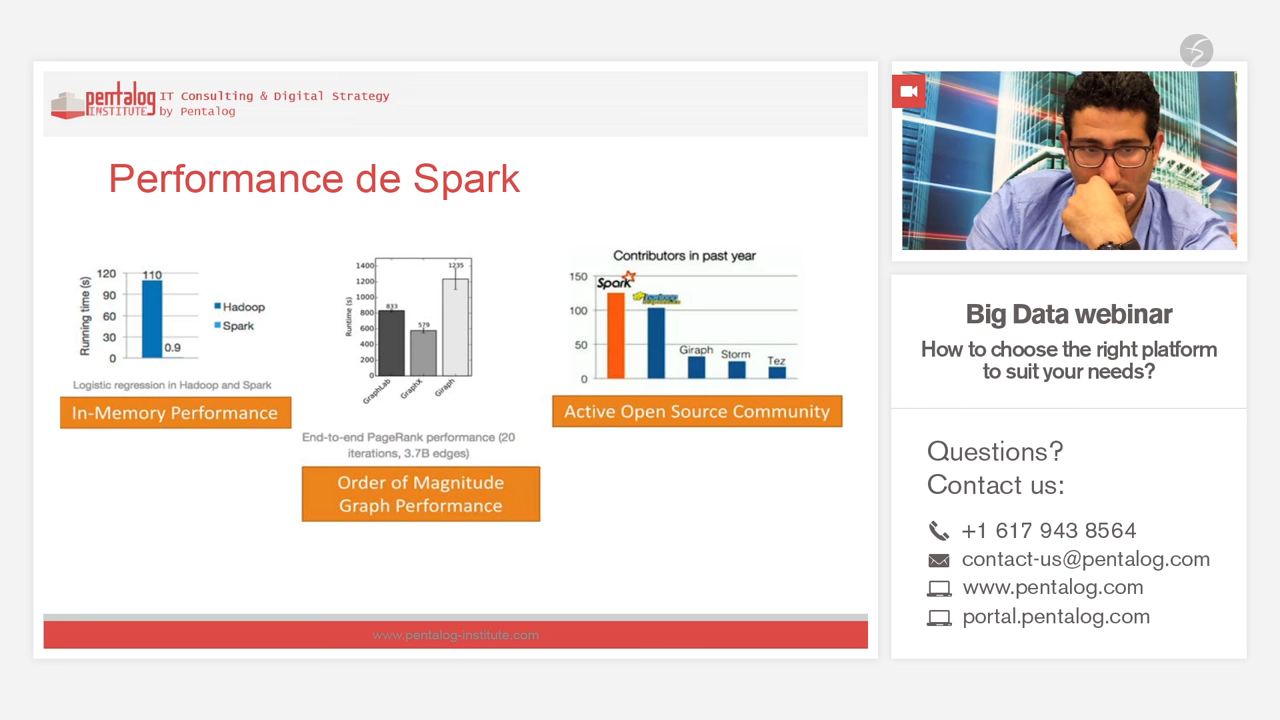 pentalog
INSTITUTE
IT Consulting & Digital Strategy
by Pentalog
Performance de Spark
Running time (s)
120
90
60
30
0
110
0.9
Hadoop
Spark
Logistic regression in Hadoop and Spark
In-Memory Performance
Runtime (s)
1400
1200
1000
800
600
400
200
0
833
579
1235
GraphLab
GraphX
Giraph
End-to-end PageRank performance (20
iterations, 3.7B edges)
Order of Magnitude
Graph Performance
Contributors in past year
150
100
50
0
Spark
Giraph
Storm
Tez
Active Open Source Community
www.pentalog-institute.com
Big Data webinar
How to choose the right platform
to suit your needs?
Questions?
Contact us:
+1 617 943 8564
contact-us@pentalog.com
www.pentalog.com
portal.pentalog.com